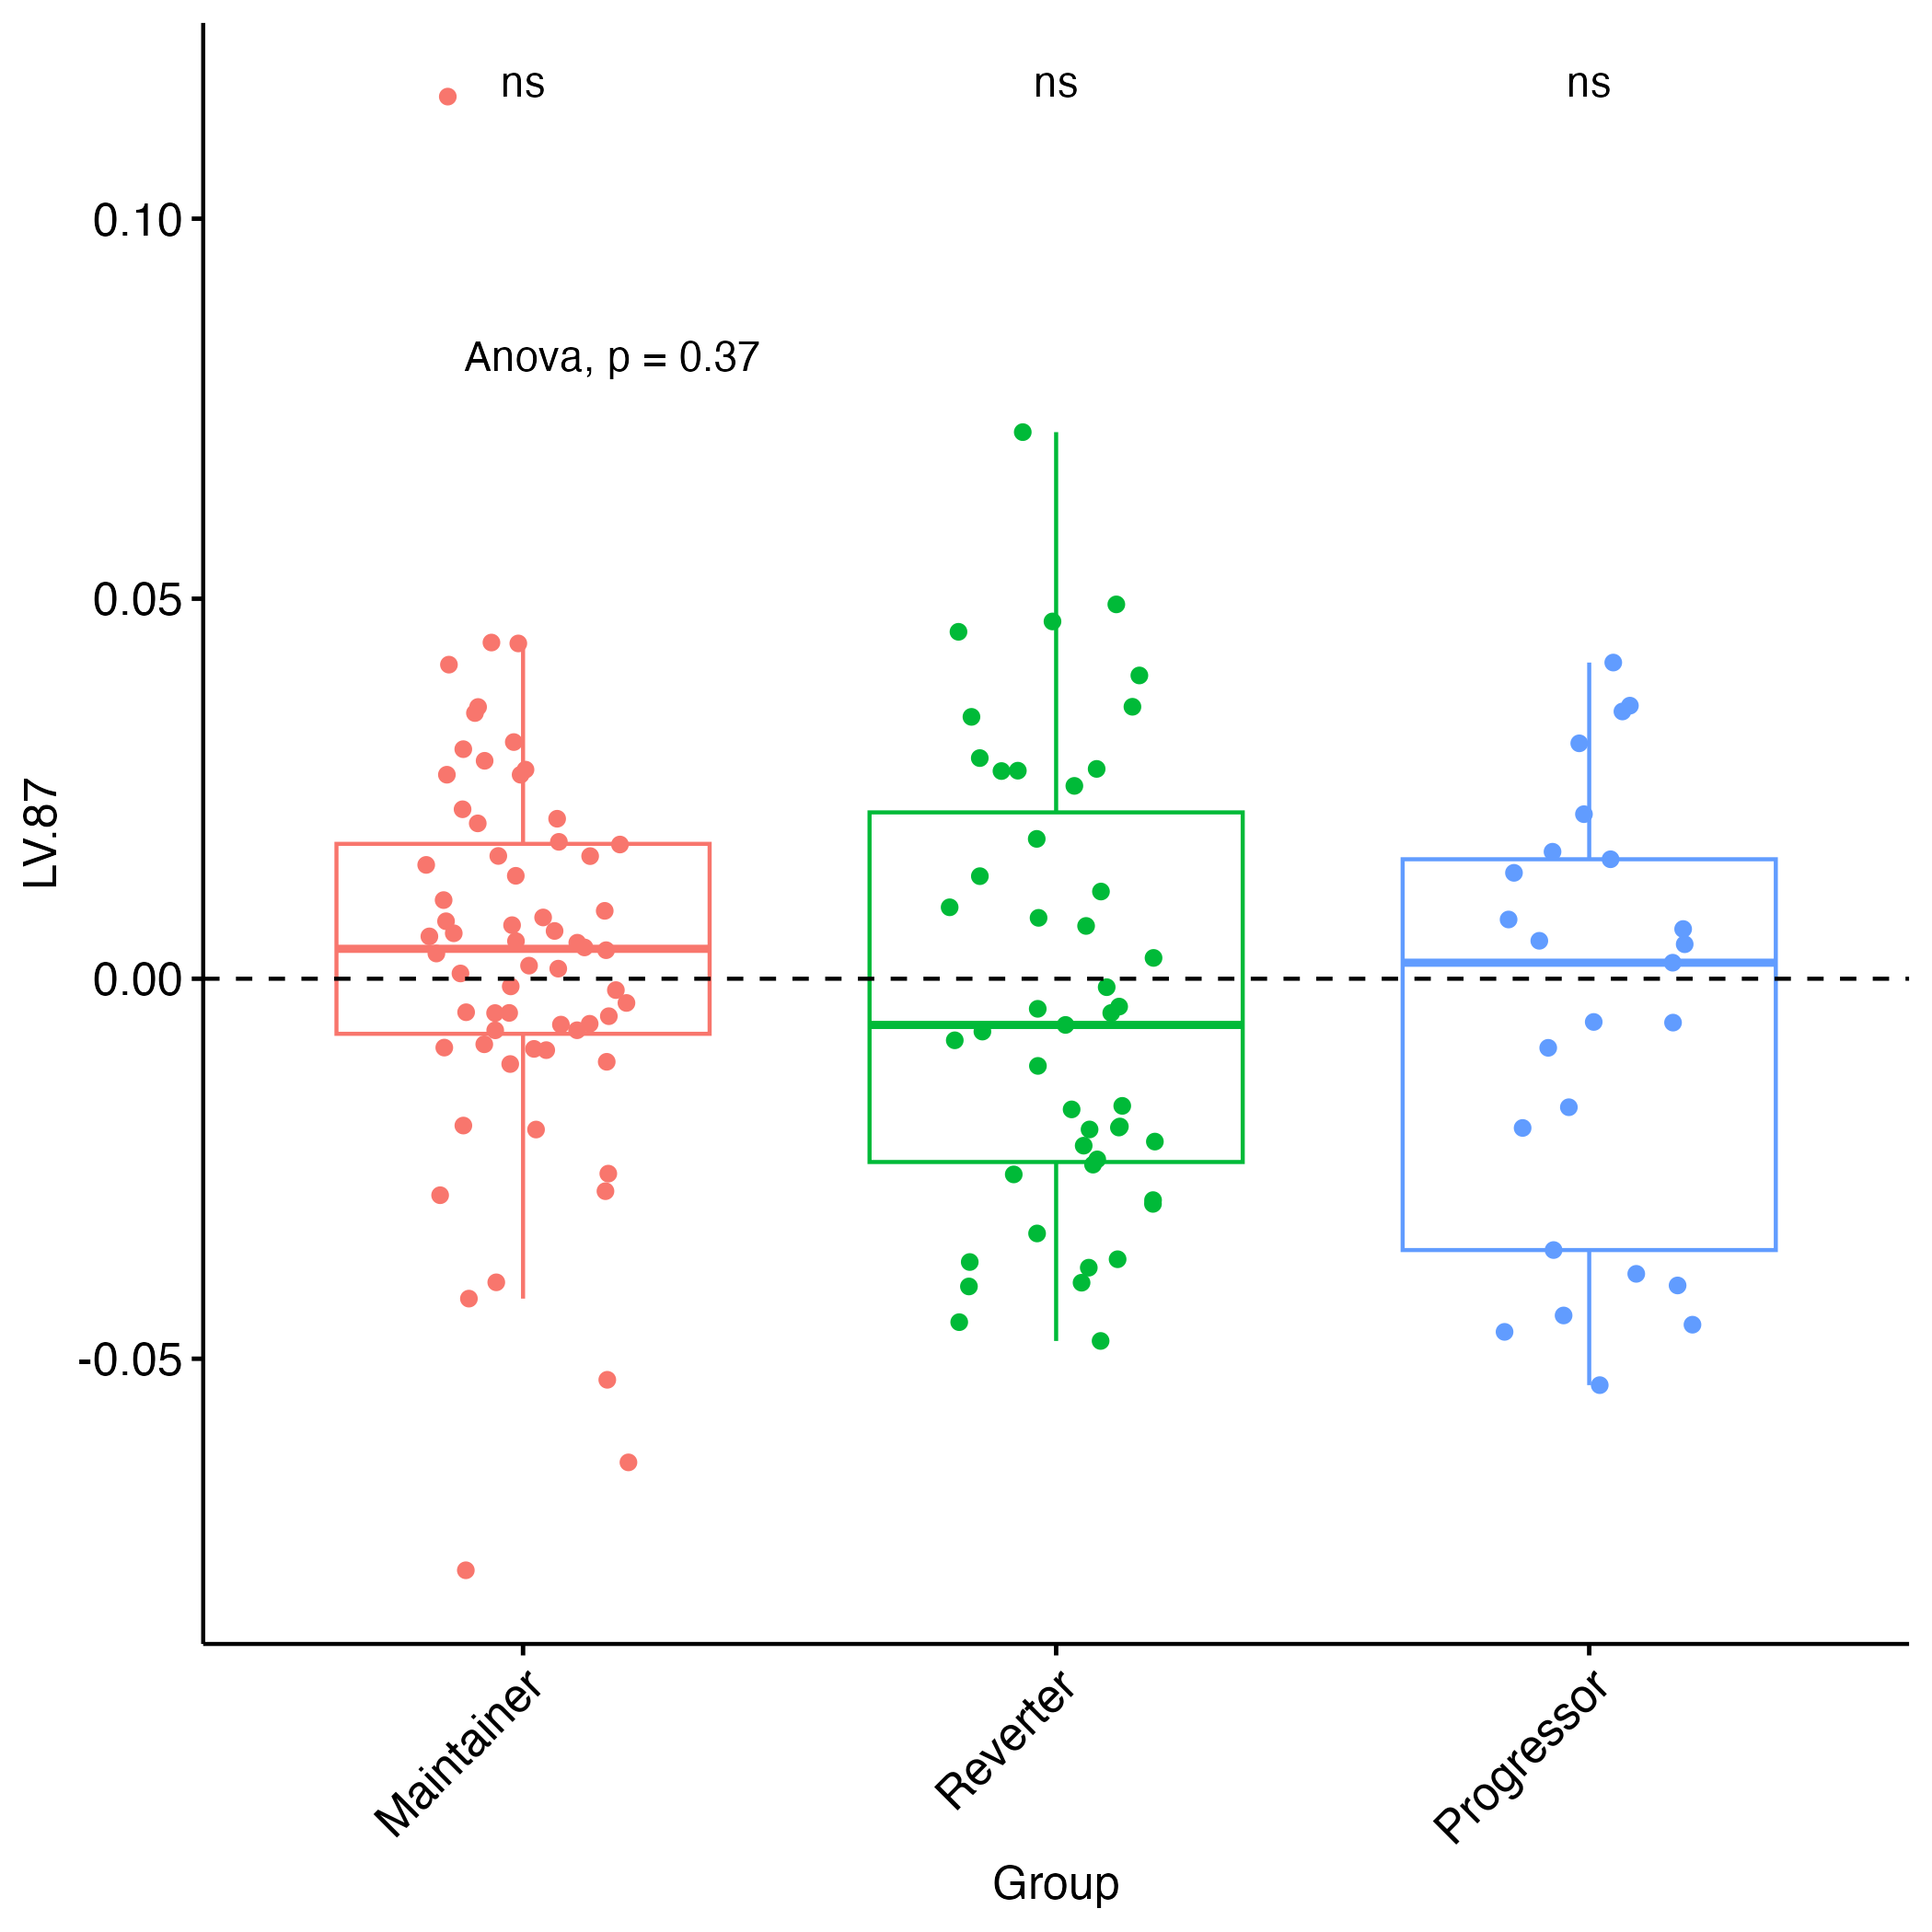 ns ns ns
0.10
Anova, p = 0.37
0.05
LV.87
0.00
-0.05
Maintainer Reverter Progressor
Group